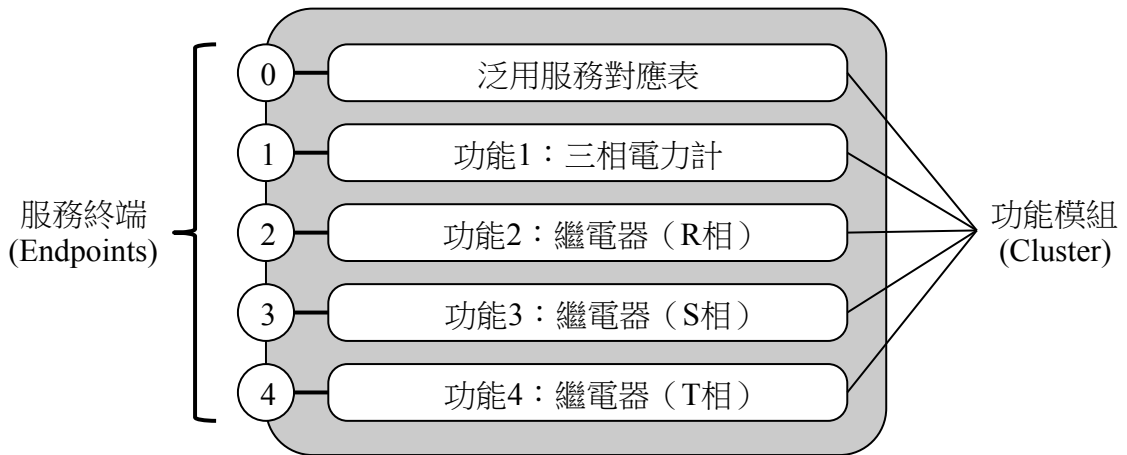 服務終端
(Endpoints)
0
泛用服務對應表
1
功能1：三相電力計
2
功能2：繼電器（R相）
3
功能3：繼電器（S相）
4
功能4：繼電器（T相）
功能模組
(Cluster)